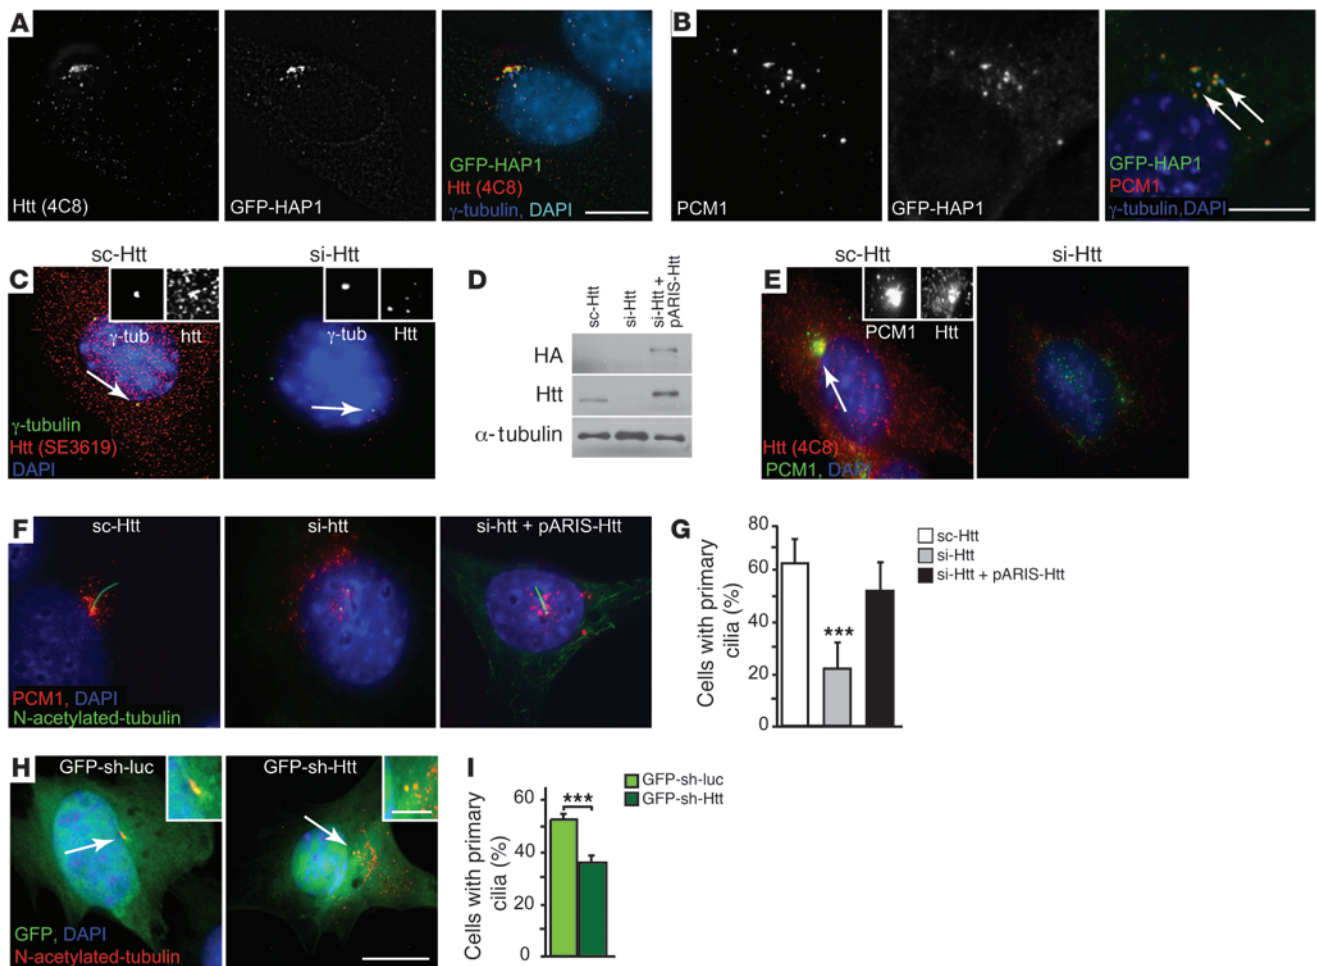 A
Htt (4C8)
GFP-HAP1
GFP-HAP1
Htt (4C8)
γ-tubulin, DAPI
B
PCM1
GFP-HAP1
GFP-HAP1
PCM1
γ-tubulin,DAPI
C
sc-Htt
si-Htt
γ-tub
htt
γ-tub
Htt
γ-tubulin
Htt (SE3619)
DAPI
D
sc-Htt
si-Htt
si-Htt +
pARIS-Htt
HA
Htt
α-tubulin
E
sc-Htt
si-Htt
PCM1
Htt
Htt (4C8)
PCM1, DAPI
F
sc-Htt
si-htt
si-htt + pARIS-Htt
PCM1, DAPI
N-acetylated-tubulin
G
Cells with primary
cilia (%)
80
60
40
20
0
***
sc-Htt
si-Htt
si-Htt + pARIS-Htt
H
GFP-sh-luc
GFP-sh-Htt
GFP, DAPI
N-acetylated-tubulin
I
Cells with primary
cilia (%)
60
40
20
0
***
GFP-sh-luc
GFP-sh-Htt